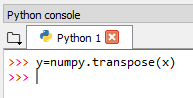 Python console
Python 1
>>> y=numpy.transpose(x)
>>>